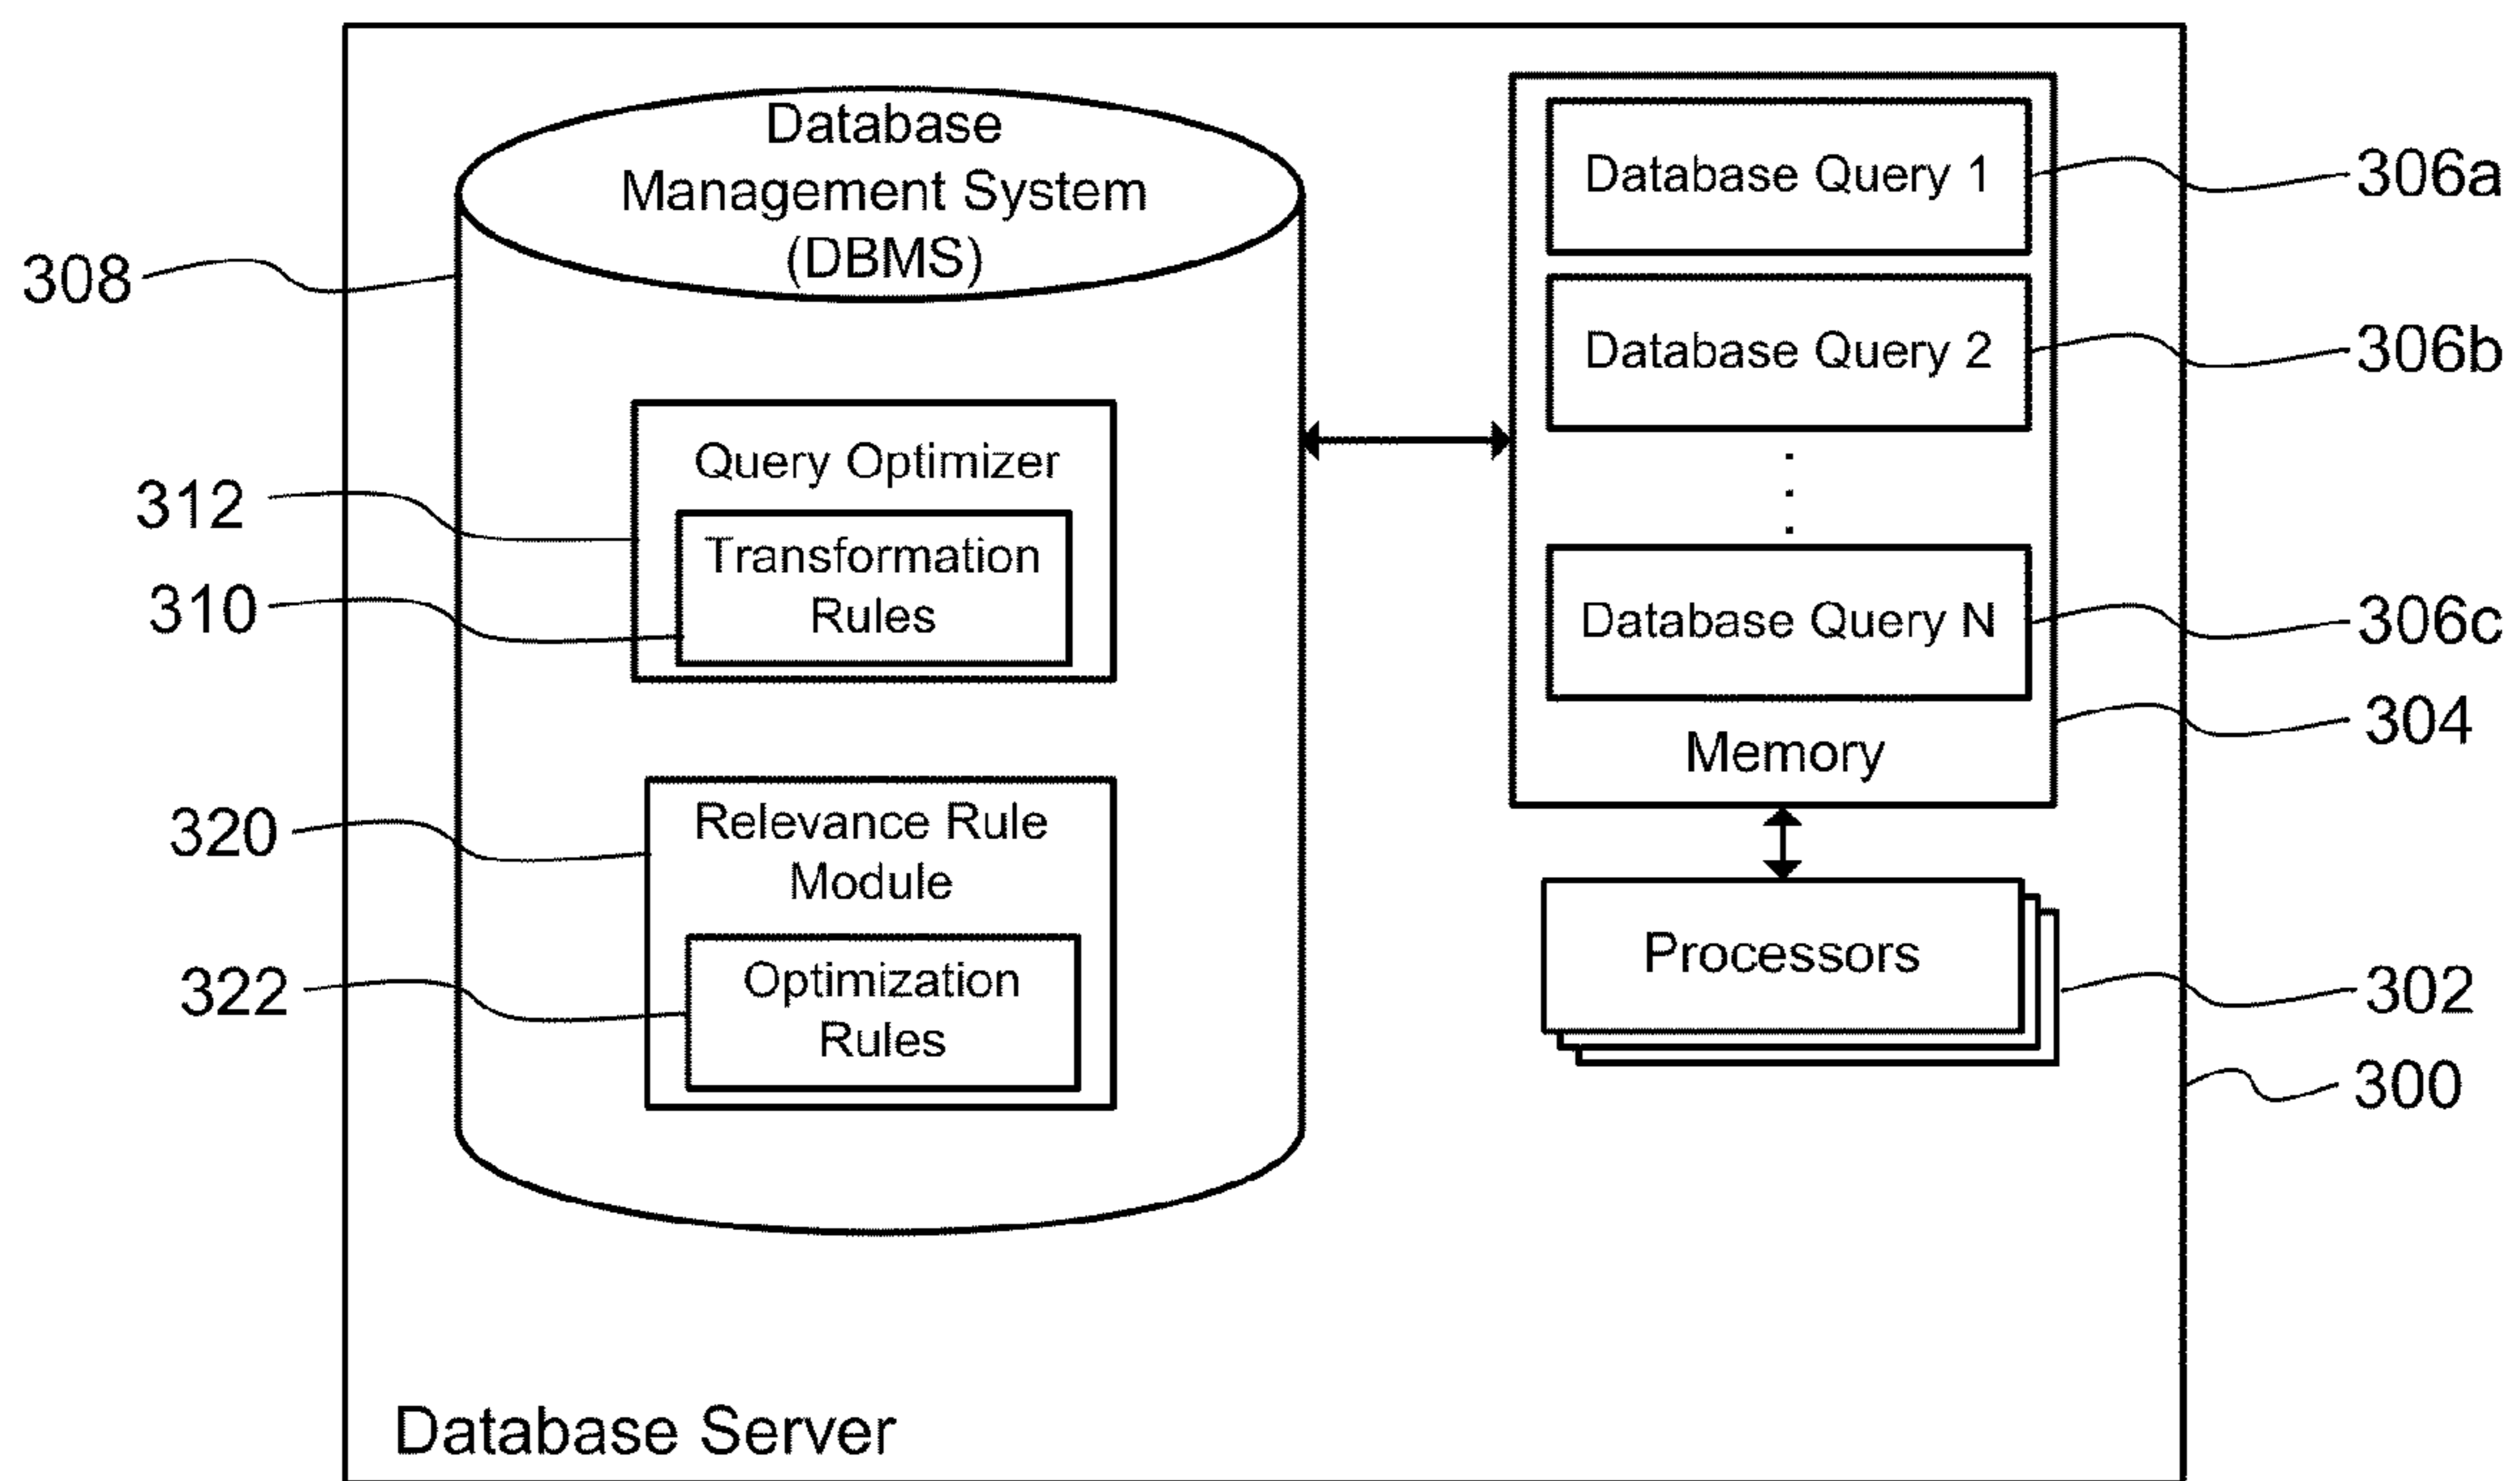 Database
Management System
(DBMS)
308
Query Optimizer
312
Transformation
Rules
310
Relevance Rule
Module
320
Optimization
Rules
322
Database Query 1
306a
Database Query 2
306b
.
.
.
Database Query N
306c
304
Memory
Processors
302
300
Database Server